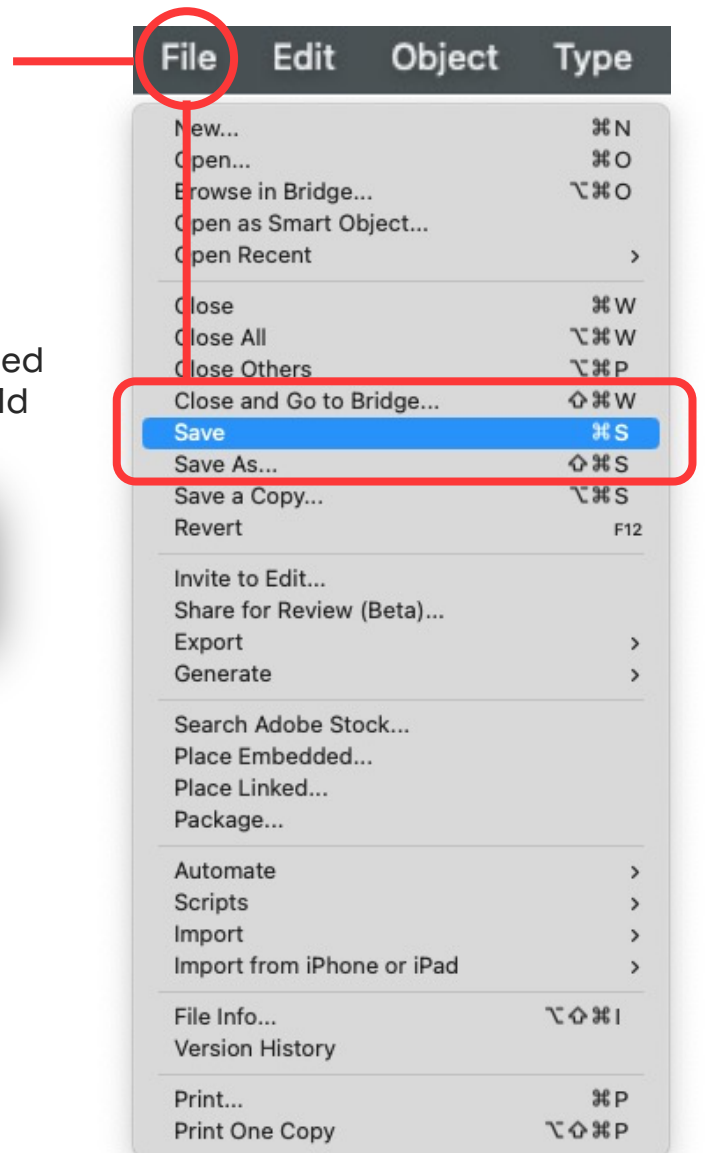 File Edit Object Type
New... ⌘N
Open... ⌘O
Browse in Bridge... ⌥⌘O
Open as Smart Object...
Open Recent >
Close ⌘W
Close All ⌥⌘W
Close Others ⌥⌘P
Close and Go to Bridge... ⇧⌘W
Save ⌘S
Save As... ⇧⌘S
Save a Copy... ⌥⌘S
Revert F12
Invite to Edit...
Share for Review (Beta)...
Export >
Generate >
Search Adobe Stock...
Place Embedded...
Place Linked...
Package...
Automate >
Scripts >
Import >
Import from iPhone or iPad >
File Info... ⌥⇧⌘I
Version History
Print... ⌘P
Print One Copy ⌥⇧⌘P